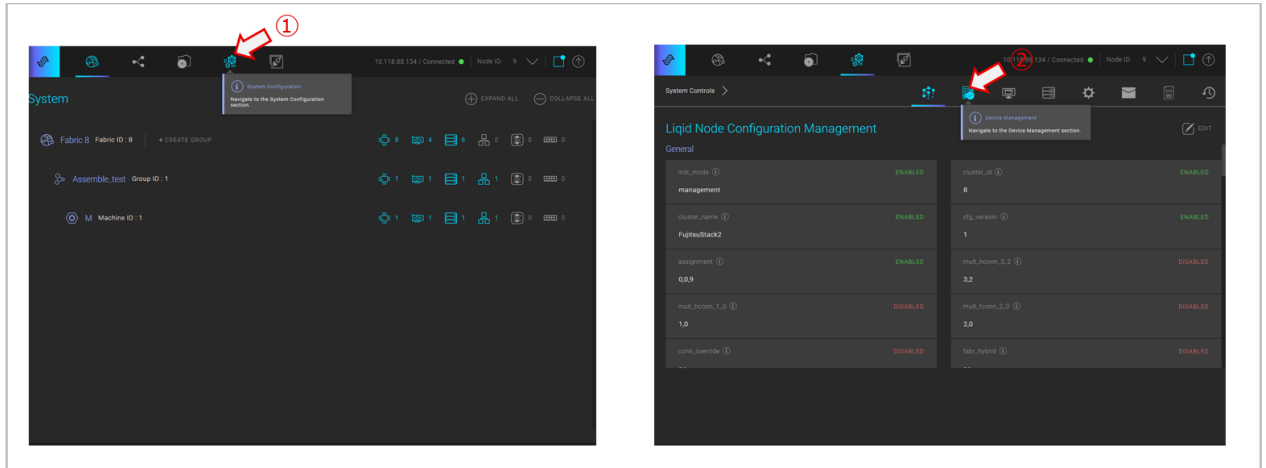 ①
10.118.88.134 / Connected
Node ID: 9
System Configuration
Navigate to the System Configuration
section.
System
EXPAND ALL
COLLAPSE ALL
Fabric 8 Fabric ID : 8 + CREATE GROUP
8 4 6 0 0 0
Assemble_test Group ID : 1
1 1 1 1 0 0
M Machine ID : 1
1 1 1 1 0 0
②
10.118.88.134 / Connected
Node ID: 9
System Controls
Device Management
Navigate to the Device Management section.
Liqid Node Configuration Management
EDIT
General
inst_mode ENABLED
management
cluster_id ENABLED
8
cluster_name ENABLED
FujitsuStack2
cfg_version ENABLED
1
assignment ENABLED
0,0,9
mult_hconn_3_2 DISABLED
3,2
mult_hconn_1_0 DISABLED
1,0
mult_fconn_2_0 DISABLED
2,0
conn_override DISABLED
fabr_hybrid DISABLED